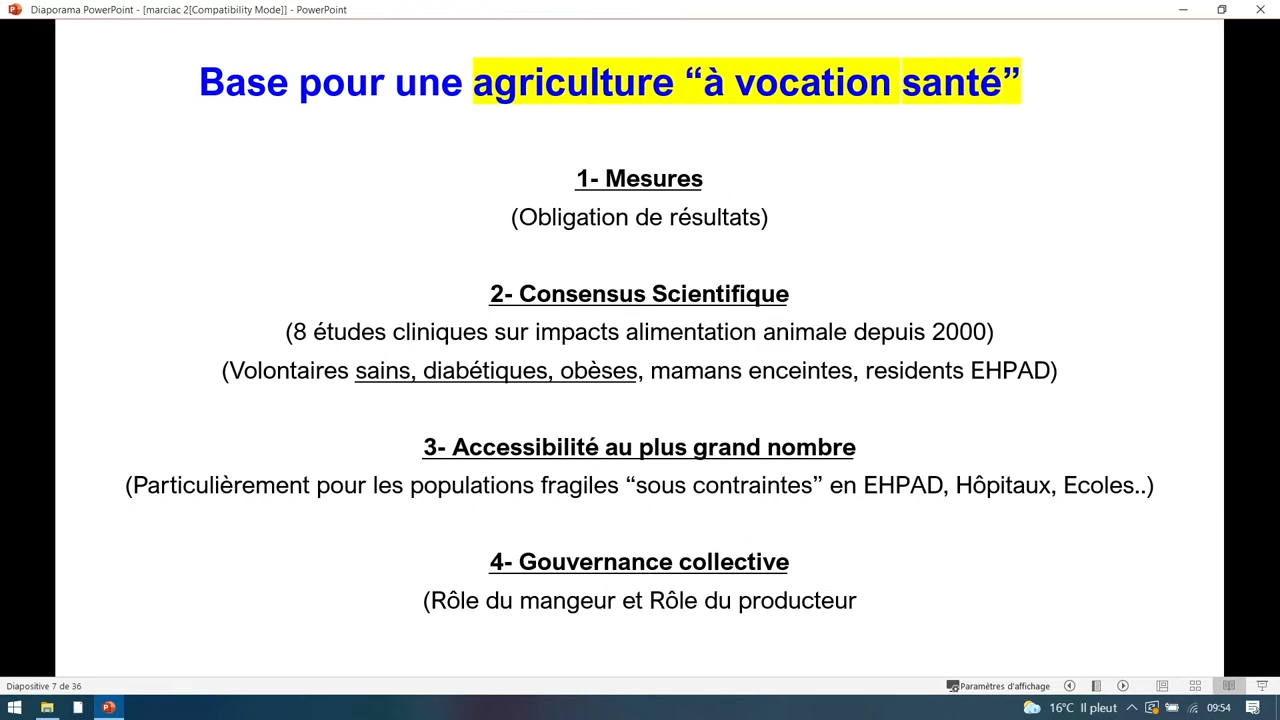 Diaporama PowerPoint - [marciac 2[Compatibility Mode]] - PowerPoint
Base pour une agriculture “à vocation santé”
1- Mesures
(Obligation de résultats)
2- Consensus Scientifique
(8 études cliniques sur impacts alimentation animale depuis 2000)
(Volontaires sains, diabétiques, obèses, mamans enceintes, residents EHPAD)
3- Accessibilité au plus grand nombre
(Particulièrement pour les populations fragiles “sous contraintes” en EHPAD, Hôpitaux, Ecoles..)
4- Gouvernance collective
(Rôle du mangeur et Rôle du producteur
Diapositive 7 de 36
Paramètres d'affichage
16°C Il pleut
09:54